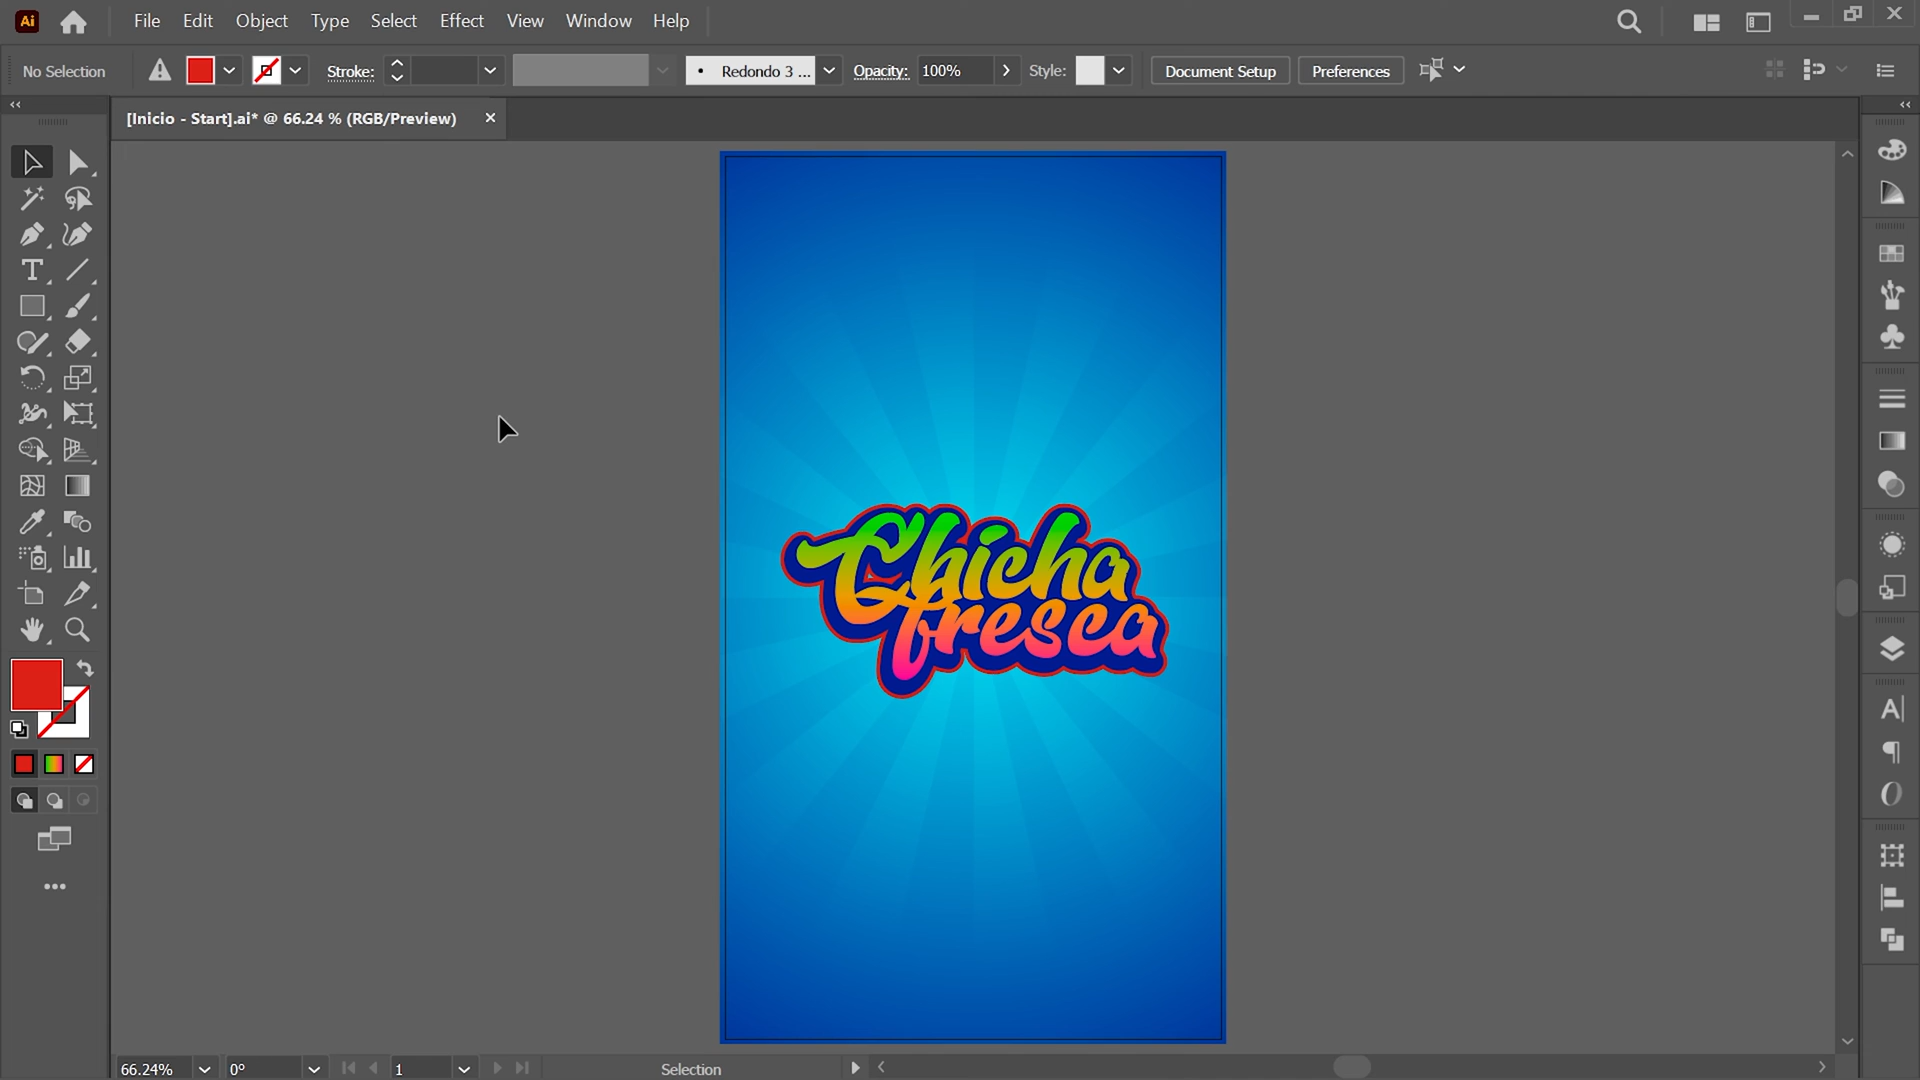 Ai File Edit Object Type Select Effect View Window Help
No Selection Stroke: • Redondo 3 ... Opacity: 100% Style: Document Setup Preferences
[Inicio - Start].ai* @ 66.24 % (RGB/Preview) ×
Chicha
fresca
66.24% 0° 1 Selection